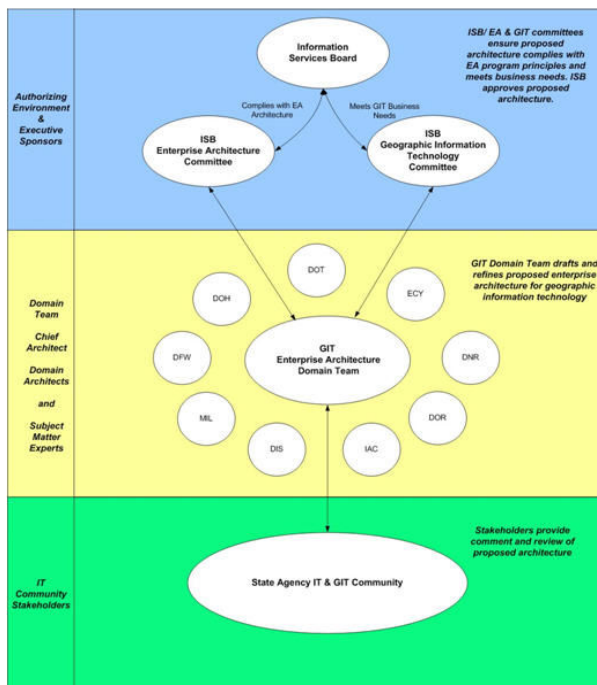 Information
Services Board
ISB/ EA & GIT committees
ensure proposed
architecture complies with
EA program principles and
meets business needs. ISB
approves proposed
architecture.
Authorizing
Environment
&
Executive
Sponsors
Complies with EA
Architecture
Meets GIT Business
Needs
ISB
Enterprise Architecture
Committee
ISB
Geographic Information
Technology
Committee
GIT Domain Team drafts and
refines proposed enterprise
architecture for geographic
information technology
DOT
DOH
ECY
Domain
Team
Chief
Architect
Domain
Architects
and
Subject
Matter
Experts
GIT
Enterprise Architecture
Domain Team
DFW
DNR
MIL
DOR
DIS
IAC
Stakeholders provide
comment and review of
proposed architecture
State Agency IT & GIT Community
IT
Community
Stakeholders